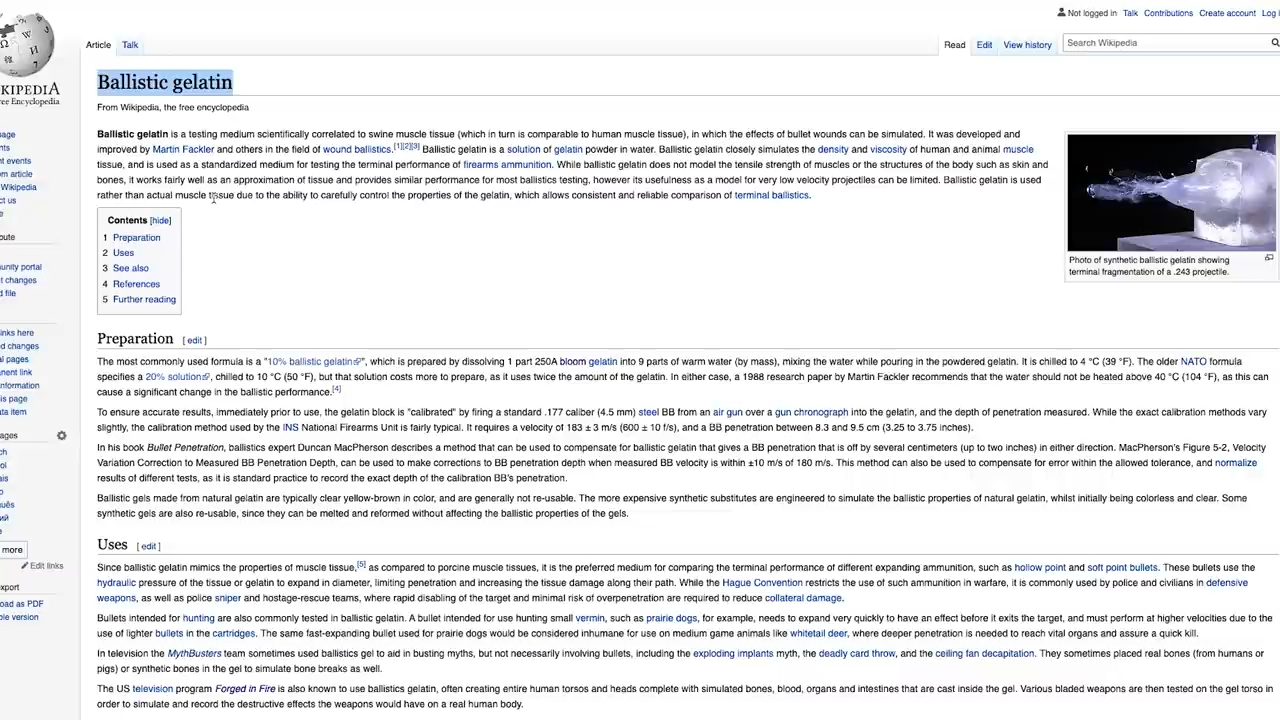 Not logged in Talk Contributions Create account Log i
Article Talk Read Edit View history Search Wikipedia
KIPEDIA
ree Encyclopedia
Ballistic gelatin
From Wikipedia, the free encyclopedia
Ballistic gelatin is a testing medium scientifically correlated to swine muscle tissue (which in turn is comparable to human muscle tissue), in which the effects of bullet wounds can be simulated. It was developed and
improved by Martin Fackler and others in the field of wound ballistics.[1][2][3] Ballistic gelatin is a solution of gelatin powder in water. Ballistic gelatin closely simulates the density and viscosity of human and animal muscle
tissue, and is used as a standardized medium for testing the terminal performance of firearms ammunition. While ballistic gelatin does not model the tensile strength of muscles or the structures of the body such as skin and
bones, it works fairly well as an approximation of tissue and provides similar performance for most ballistics testing, however its usefulness as a model for very low velocity projectiles can be limited. Ballistic gelatin is used
rather than actual muscle tissue due to the ability to carefully control the properties of the gelatin, which allows consistent and reliable comparison of terminal ballistics.
Photo of synthetic ballistic gelatin showing
terminal fragmentation of a .243 projectile.
Contents [hide]
1 Preparation
2 Uses
3 See also
4 References
5 Further reading
Preparation [ edit ]
The most commonly used formula is a "10% ballistic gelatin", which is prepared by dissolving 1 part 250A bloom gelatin into 9 parts of warm water (by mass), mixing the water while pouring in the powdered gelatin. It is chilled to 4 °C (39 °F). The older NATO formula
specifies a 20% solution, chilled to 10 °C (50 °F), but that solution costs more to prepare, as it uses twice the amount of the gelatin. In either case, a 1988 research paper by Martin Fackler recommends that the water should not be heated above 40 °C (104 °F), as this can
cause a significant change in the ballistic performance.[4]
To ensure accurate results, immediately prior to use, the gelatin block is "calibrated" by firing a standard .177 caliber (4.5 mm) steel BB from an air gun over a gun chronograph into the gelatin, and the depth of penetration measured. While the exact calibration methods vary
slightly, the calibration method used by the INS National Firearms Unit is fairly typical. It requires a velocity of 183 ± 3 m/s (600 ± 10 f/s), and a BB penetration between 8.3 and 9.5 cm (3.25 to 3.75 inches).
In his book Bullet Penetration, ballistics expert Duncan MacPherson describes a method that can be used to compensate for ballistic gelatin that gives a BB penetration that is off by several centimeters (up to two inches) in either direction. MacPherson's Figure 5-2, Velocity
Variation Correction to Measured BB Penetration Depth, can be used to make corrections to BB penetration depth when measured BB velocity is within ±10 m/s of 180 m/s. This method can also be used to compensate for error within the allowed tolerance, and normalize
results of different tests, as it is standard practice to record the exact depth of the calibration BB's penetration.
Ballistic gels made from natural gelatin are typically clear yellow-brown in color, and are generally not re-usable. The more expensive synthetic substitutes are engineered to simulate the ballistic properties of natural gelatin, whilst initially being colorless and clear. Some
synthetic gels are also re-usable, since they can be melted and reformed without affecting the ballistic properties of the gels.
Uses [ edit ]
Since ballistic gelatin mimics the properties of muscle tissue,[5] as compared to porcine muscle tissues, it is the preferred medium for comparing the terminal performance of different expanding ammunition, such as hollow point and soft point bullets. These bullets use the
hydraulic pressure of the tissue or gelatin to expand in diameter, limiting penetration and increasing the tissue damage along their path. While the Hague Convention restricts the use of such ammunition in warfare, it is commonly used by police and civilians in defensive
weapons, as well as police sniper and hostage-rescue teams, where rapid disabling of the target and minimal risk of overpenetration are required to reduce collateral damage.
Bullets intended for hunting are also commonly tested in ballistic gelatin. A bullet intended for use hunting small vermin, such as prairie dogs, for example, needs to expand very quickly to have an effect before it exits the target, and must perform at higher velocities due to the
use of lighter bullets in the cartridges. The same fast-expanding bullet used for prairie dogs would be considered inhumane for use on medium game animals like whitetail deer, where deeper penetration is needed to reach vital organs and assure a quick kill.
In television the MythBusters team sometimes used ballistics gel to aid in busting myths, but not necessarily involving bullets, including the exploding implants myth, the deadly card throw, and the ceiling fan decapitation. They sometimes placed real bones (from humans or
pigs) or synthetic bones in the gel to simulate bone breaks as well.
The US television program Forged in Fire is also known to use ballistics gelatin, often creating entire human torsos and heads complete with simulated bones, blood, organs and intestines that are cast inside the gel. Various bladed weapons are then tested on the gel torso in
order to simulate and record the destructive effects the weapons would have on a real human body.
page
nts
nt events
m article
Wikipedia
ct us
e
oute
unity portal
t changes
d file
inks here
d changes
al pages
nent link
information
is page
ata item
ages
ch
ol
ais
o
uês
ий
e
more
Edit links
xport
oad as PDF
ble version